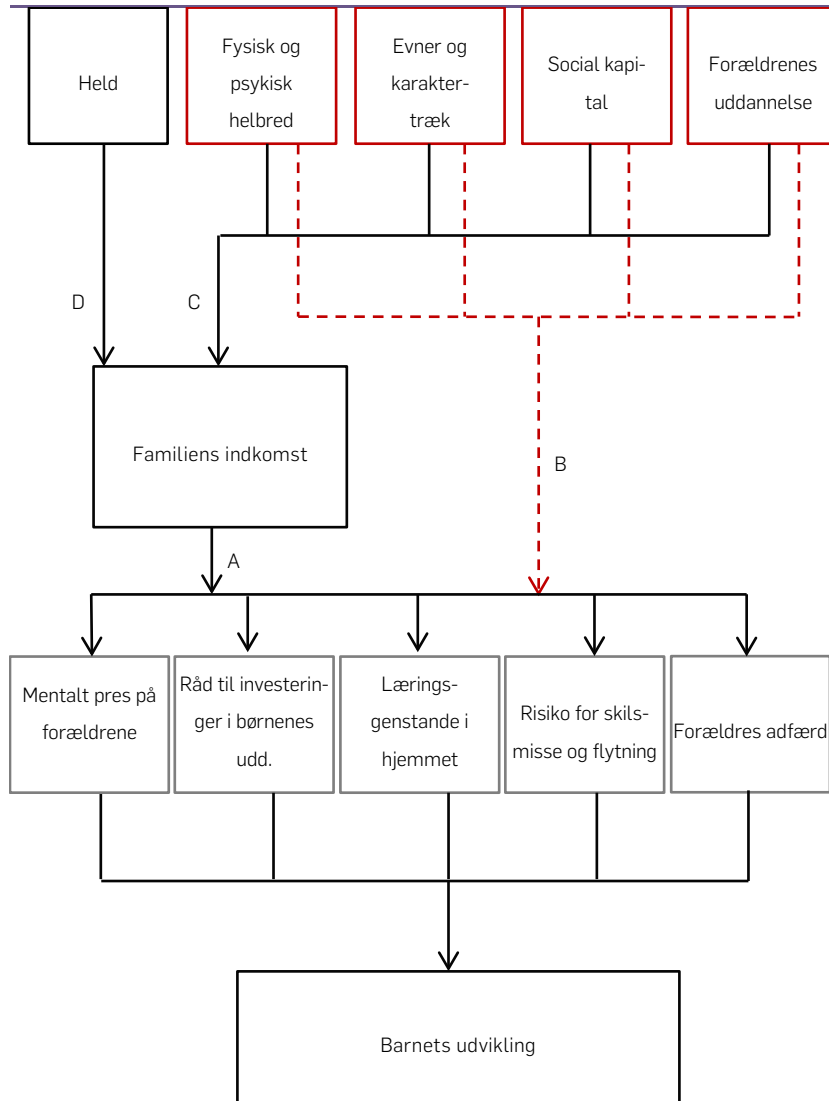 Held
Fysisk og
psykisk
helbred
Evner og
karakter-
træk
Social kapi-
tal
Forældrenes
uddannelse
D
C
Familiens indkomst
B
A
Mentalt pres på
forældrene
Råd til investerin-
ger i børnenes
udd.
Lærings-
genstande i
hjemmet
Risiko for skils-
misse og flytning
Forældres adfærd
Barnets udvikling